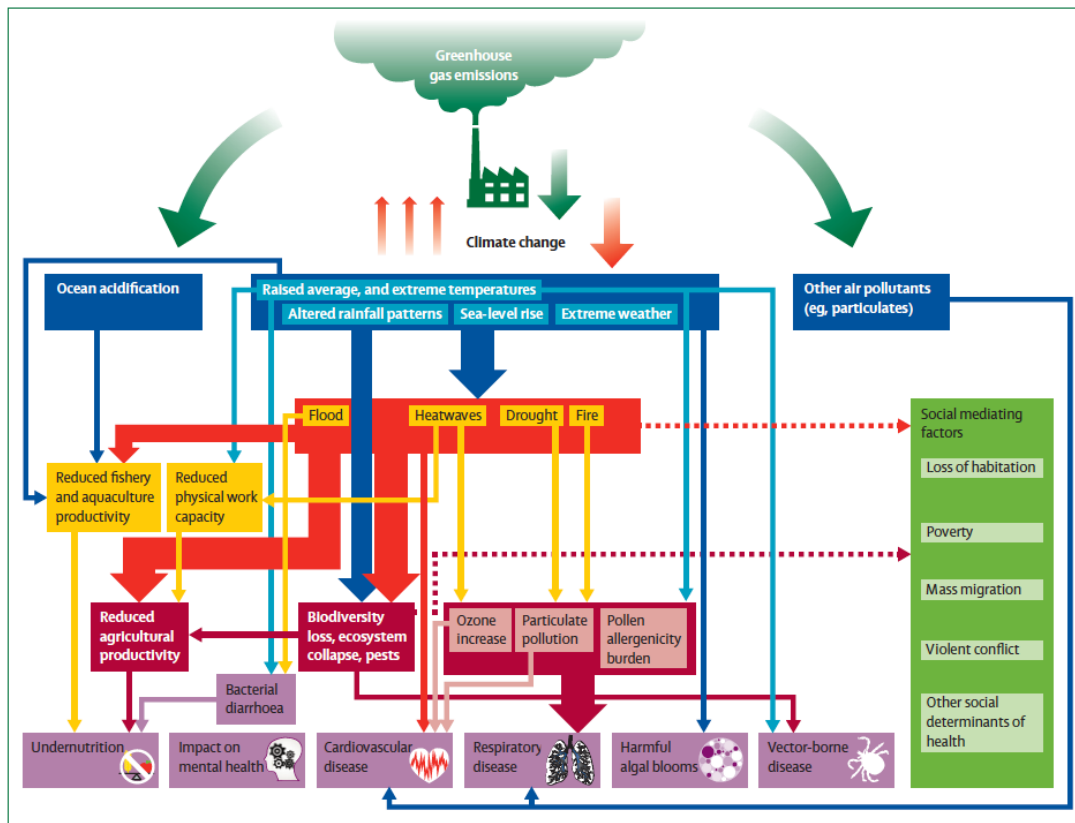 Greenhouse
gas emissions
Climate change
Ocean acidification
Raised average, and extreme temperatures
Altered rainfall patterns
Sea-level rise
Extreme weather
Other air pollutants
(eg, particulates)
Flood
Heatwaves
Drought
Fire
Social mediating
factors
Loss of habitation
Poverty
Mass migration
Violent conflict
Other social
determinants of
health
Reduced fishery
and aquaculture
productivity
Reduced
physical work
capacity
Reduced
agricultural
productivity
Biodiversity
loss, ecosystem
collapse, pests
Ozone
increase
Particulate
pollution
Pollen
allergenicity
burden
Bacterial
diarrhoea
Undernutrition
Impact on
mental health
Cardiovascular
disease
Respiratory
disease
Harmful
algal blooms
Vector-borne
disease